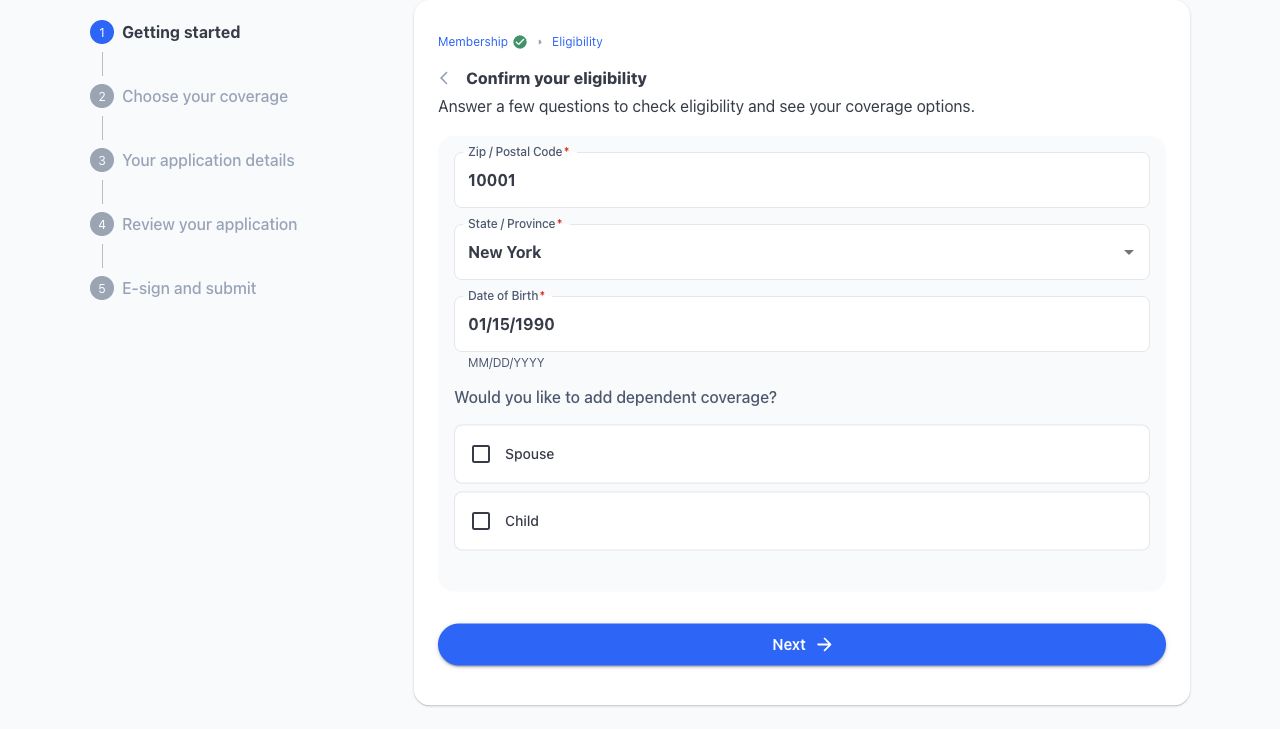 1 Getting started
2 Choose your coverage
3 Your application details
4 Review your application
5 E-sign and submit
Membership Eligibility
Confirm your eligibility
Answer a few questions to check eligibility and see your coverage options.
Zip / Postal Code*
10001
State / Province*
New York
Date of Birth*
01/15/1990
MM/DD/YYYY
Would you like to add dependent coverage?
Spouse
Child
Next